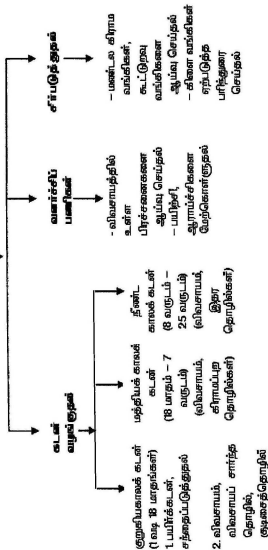 கடன்
வழங்குதல்
வளர்ச்சிப்
பணிகள்
சீர்படுத்துதல்
குறுகியகாலக் கடன்
(1 வுடி 18 மாதங்கள்)
1. பயிர்க்கடன்,
சந்தைப்படுத்துதல்
2. விவசாயம்,
விவசாயப் சார்ந்த
தொழில்,
குடிசைத்தொழில்
மத்தியக் காலக்
கடன்
(18 மாதம் – 7
வருடம்)
(விவசாயம்,
கிராமப்புற
தொழில்கள்)
நீண்ட
காலக் கடன்
(8 வருடம் –
25 வருடம்)
(விவசாயம்,
இதர
தொழில்கள்)
- விவசாயத்தில்
உள்ள
பிரச்சனைகளை
ஆய்வு செய்தல்
– பயிற்சி,
ஆராய்ச்சிகளை
மேற்கொள்ளுதல்
– மண்டல கிராம
வங்கிகள்,
கூட்டுறவு
வங்கிகளை
ஆய்வு செய்தல்
– கிளை வங்கிகள்
ஏற்படுத்த
பரிந்துரை
செய்தல்